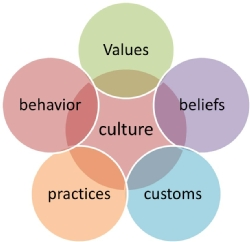 Values
behavior
beliefs
culture
practices
customs